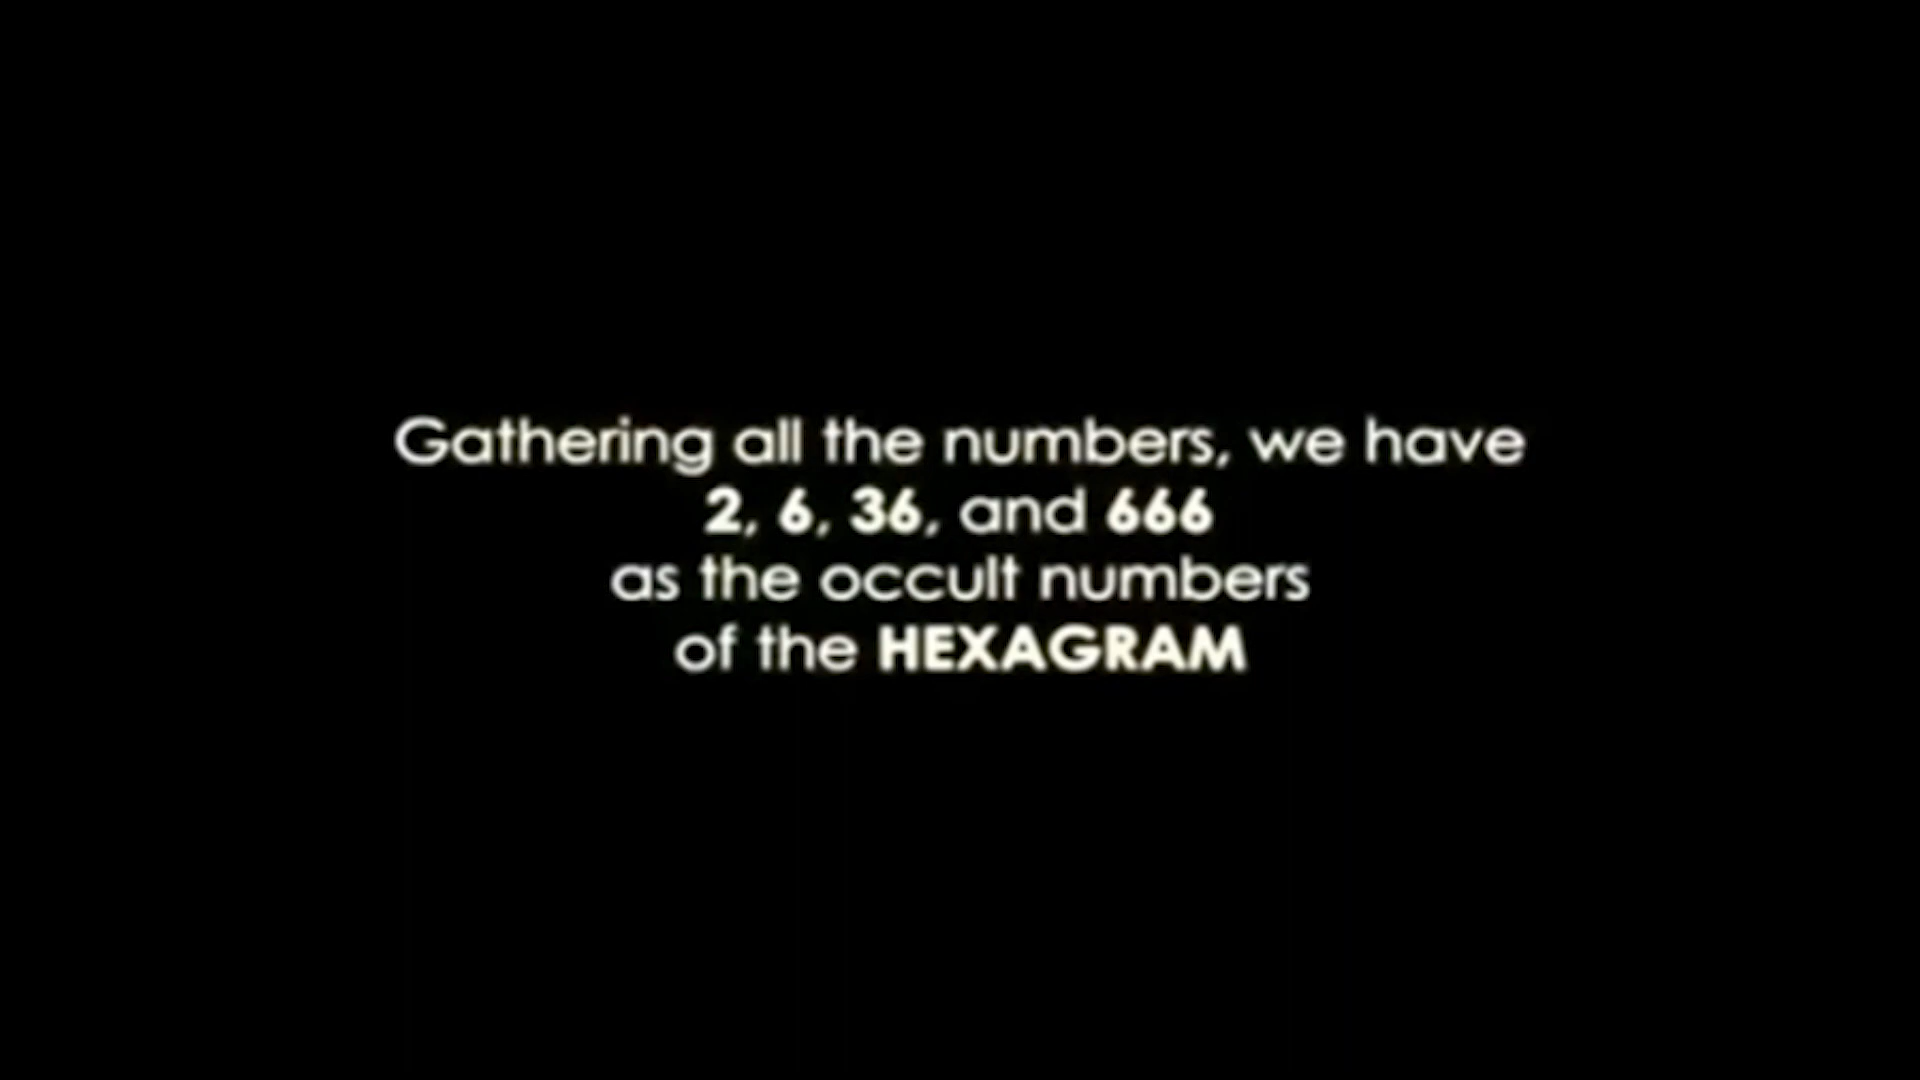 Gathering all the numbers, we have
2, 6, 36, and 666
as the occult numbers
of the HEXAGRAM